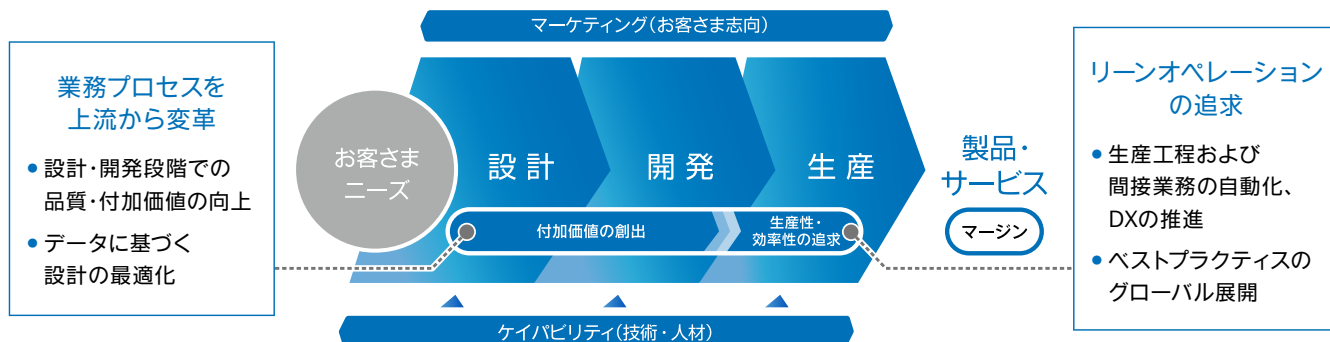 マーケティング(お客さま志向)
業務プロセスを
上流から変革
• 設計・開発段階での
品質・付加価値の向上
• データに基づく
設計の最適化
お客さま
ニーズ
設計
開発
生産
付加価値の創出
生産性・
効率性の追求
製品・
サービス
マージン
ケイパビリティ(技術・人材)
リーンオペレーション
の追求
• 生産工程および
間接業務の自動化、
DXの推進
• ベストプラクティスの
グローバル展開